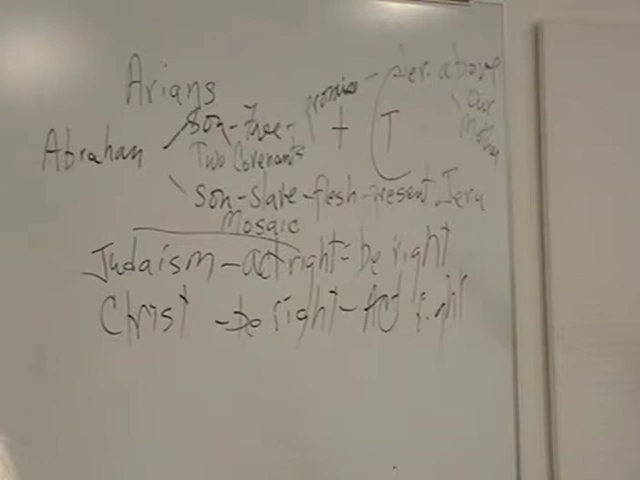 Arians
Abraham
Son-Free-promise-Jer. above
Our
Mother
Two Covenants
+ T
Son-slave-flesh-present Jeru
Mosaic
Judaism-act right=be right
Christ-be right-Act right